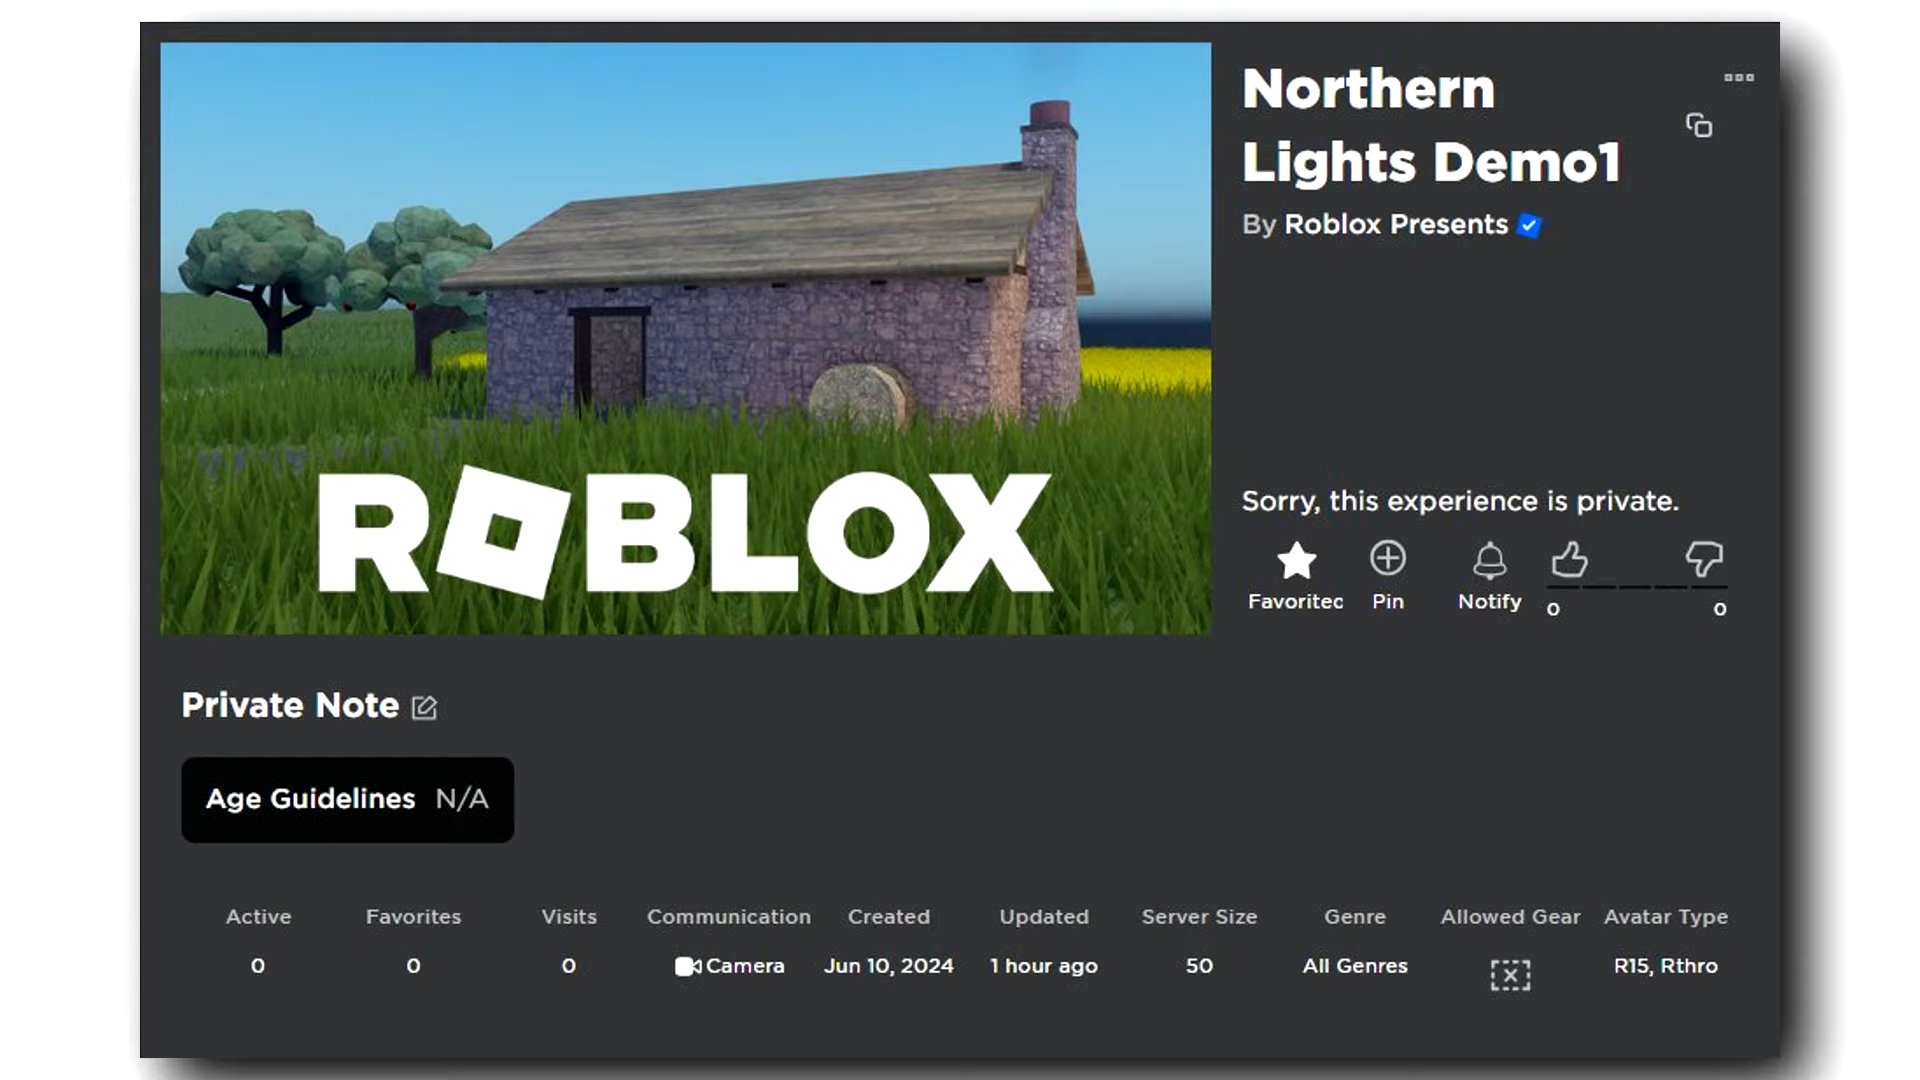 Northern
Lights Demo1
By Roblox Presents
ROBLOX
Sorry, this experience is private.
Favorited Pin Notify 0 0
Private Note
Age Guidelines N/A
Active Favorites Visits Communication Created Updated Server Size Genre Allowed Gear Avatar Type
0 0 0 Camera Jun 10, 2024 1 hour ago 50 All Genres R15, Rthro